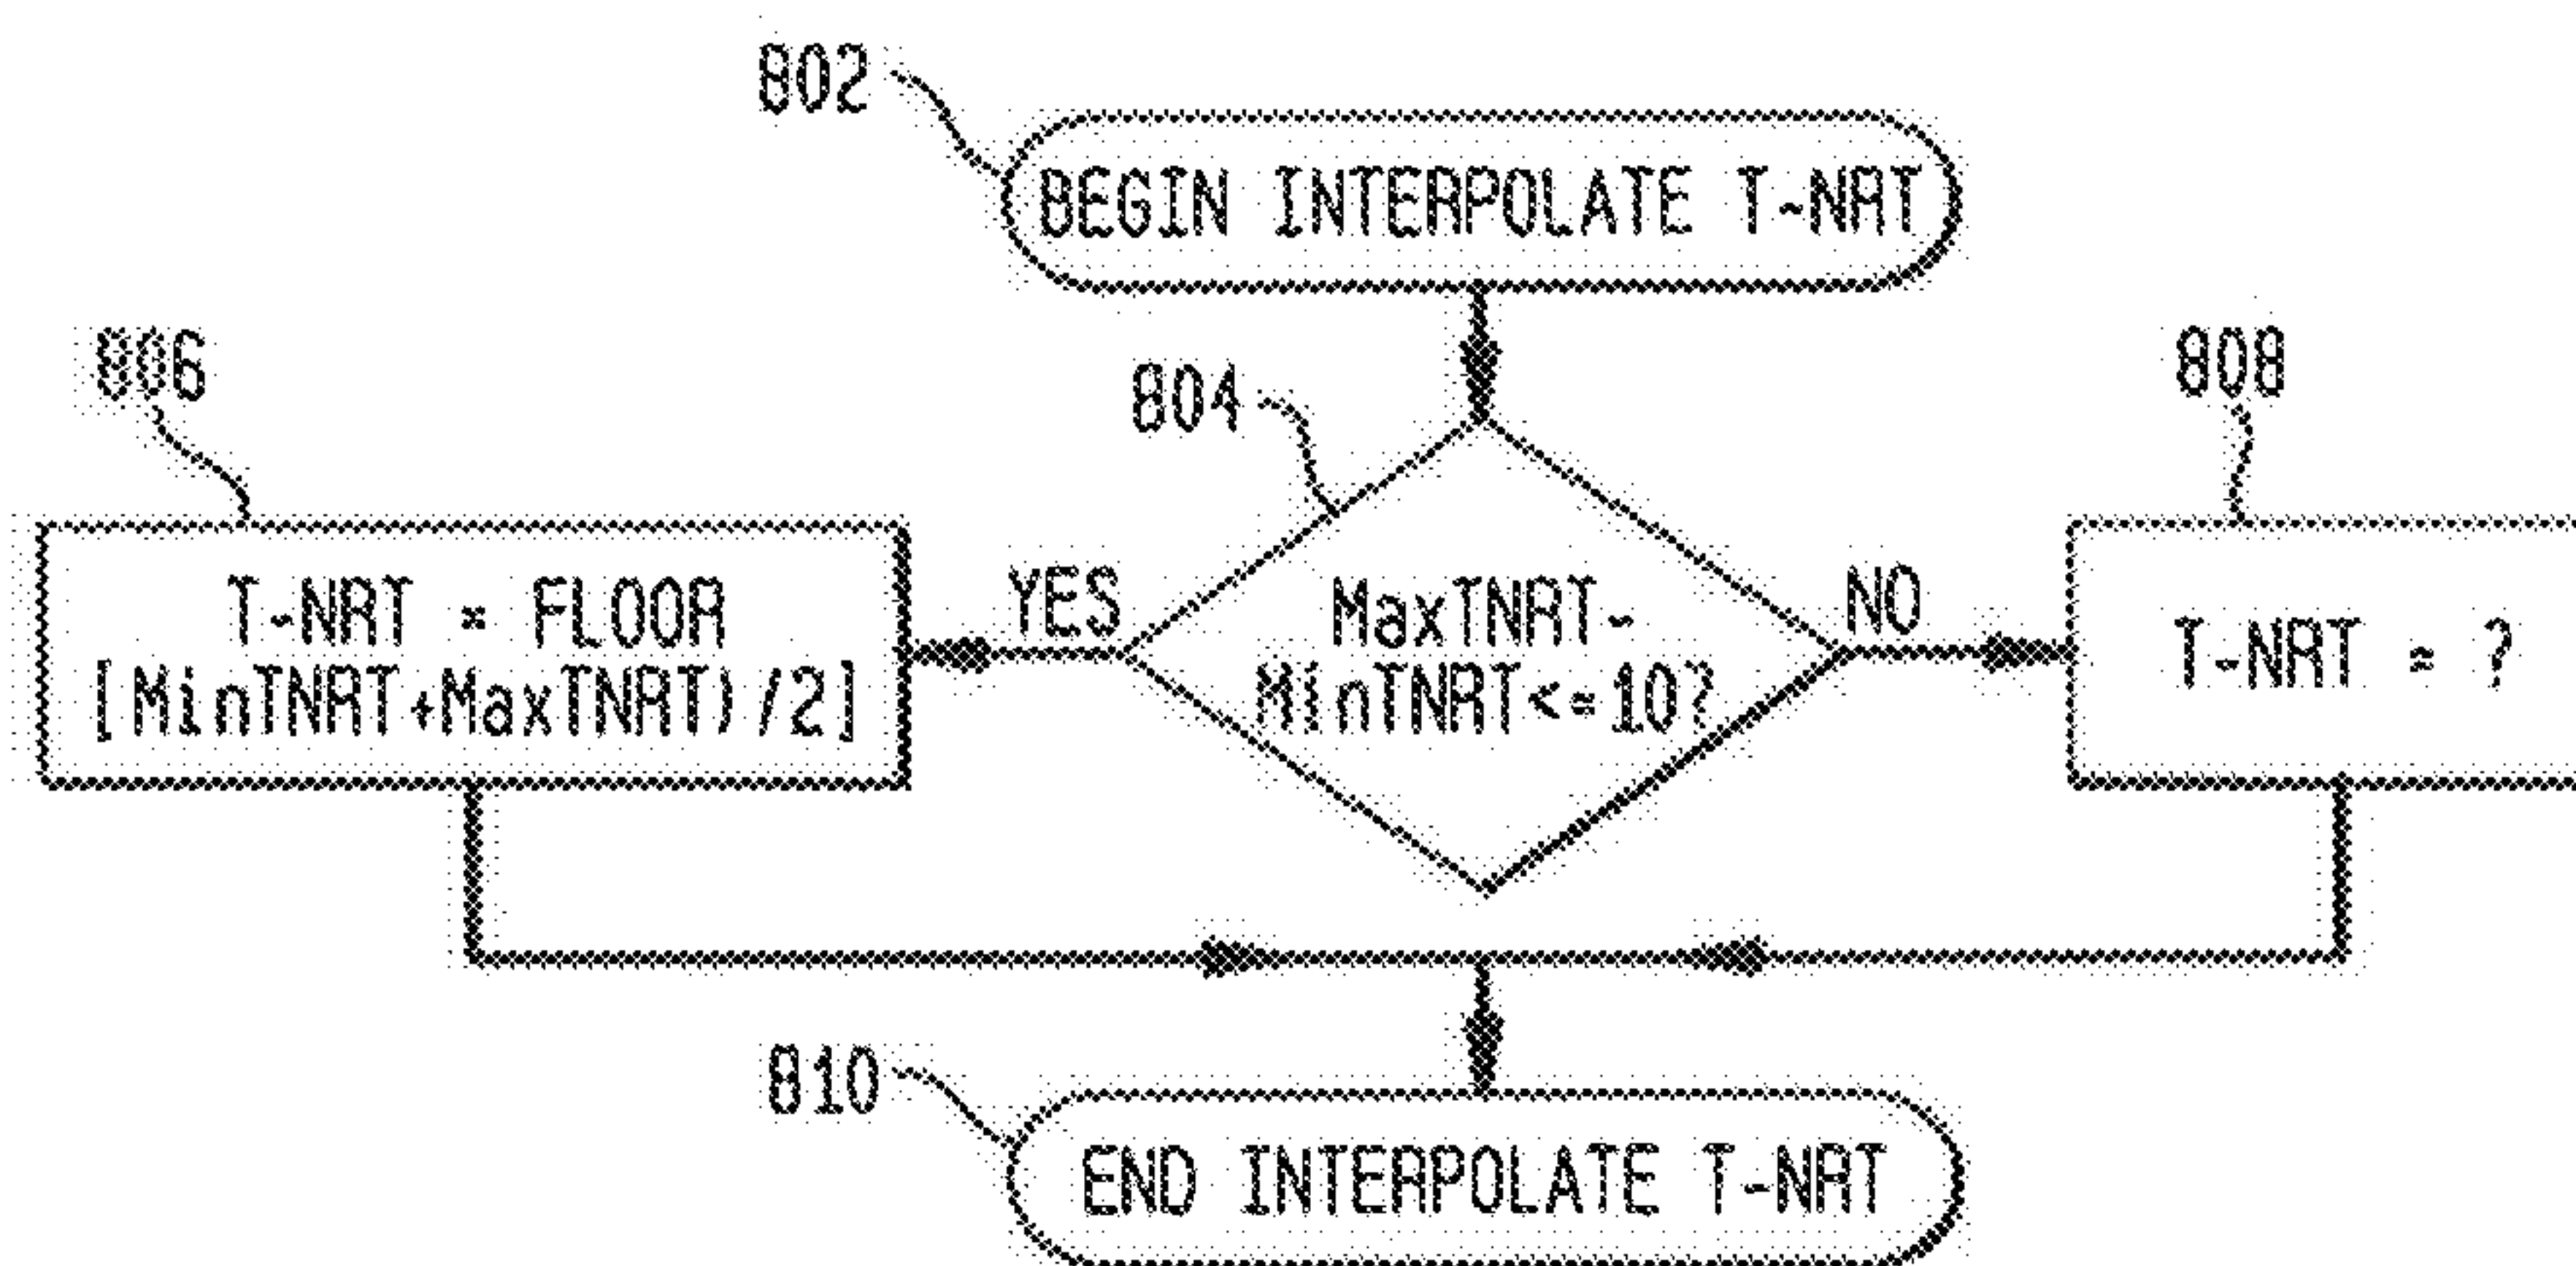 802
BEGIN INTERPOLATE T-NRT
804
806
808
YES
NO
T-NRT = FLOOR
[MinTNRT+MaxTNRT)/2]
MaxTNRT-
MinTNRT<=10?
T-NRT = ?
810
END INTERPOLATE T-NRT